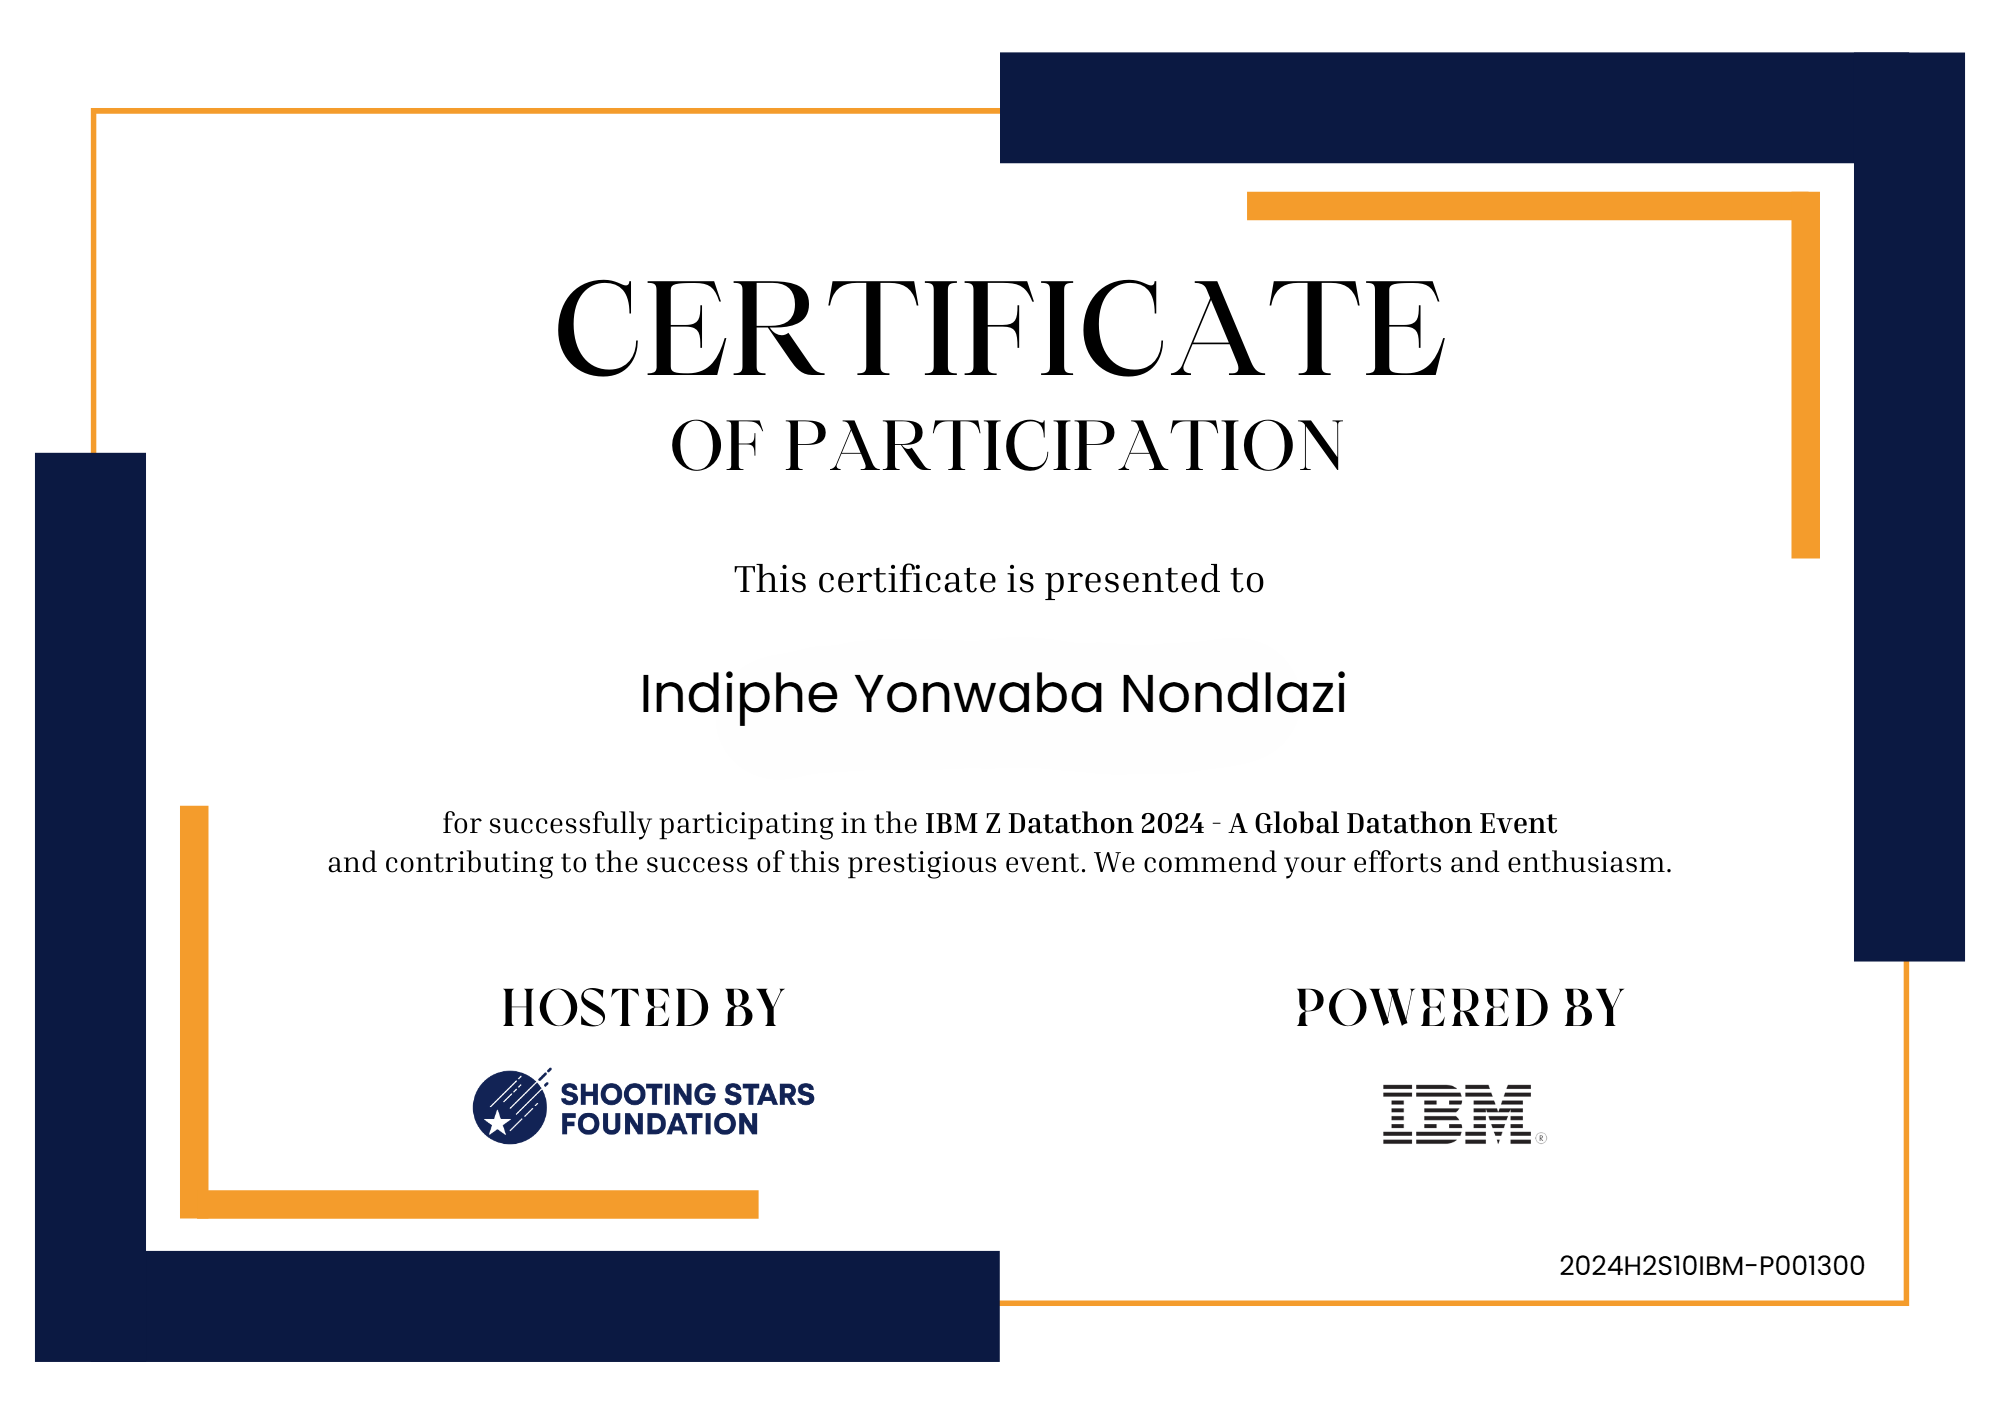 CERTIFICATE
OF PARTICIPATION
This certificate is presented to
Indiphe Yonwaba Nondlazi
for successfully participating in the IBM Z Datathon 2024 - A Global Datathon Event
and contributing to the success of this prestigious event. We commend your efforts and enthusiasm.
HOSTED BY
SHOOTING STARS
FOUNDATION
POWERED BY
IBM ®
2024H2S10IBM-P001300